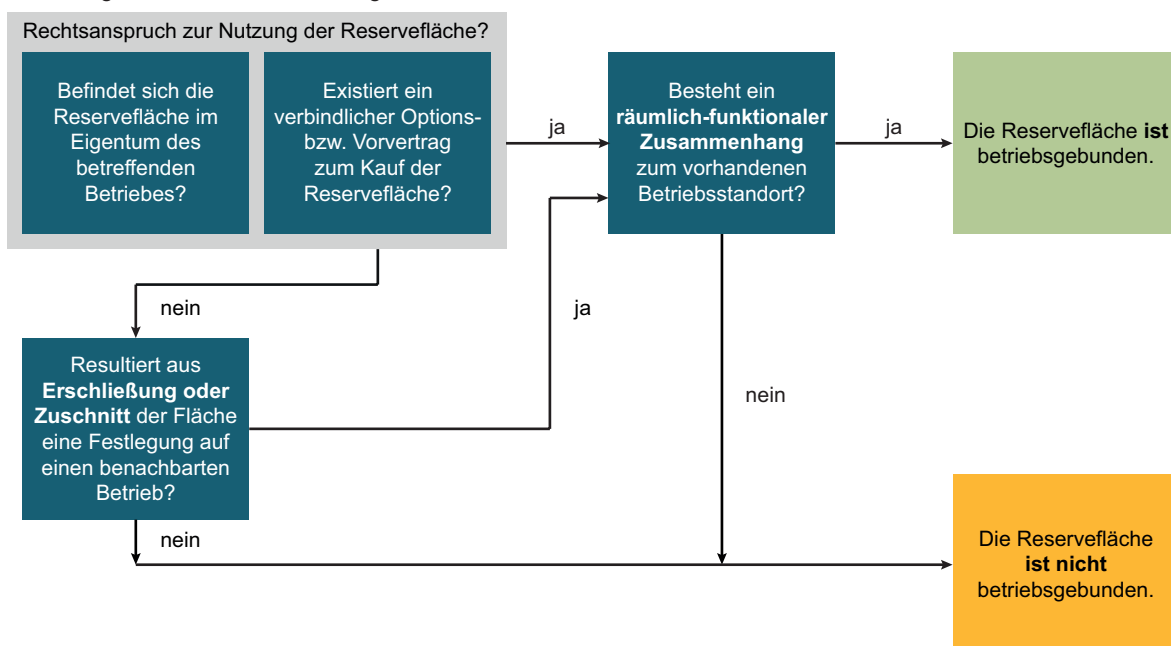 Rechtsanspruch zur Nutzung der Reservefläche?
Befindet sich die
Reservefläche im
Eigentum des
betreffenden
Betriebes?
Existiert ein
verbindlicher Options-
bzw. Vorvertrag
zum Kauf der
Reservefläche?
ja
Besteht ein
räumlich-funktionaler
Zusammenhang
zum vorhandenen
Betriebsstandort?
ja
Die Reservefläche ist
betriebsgebunden.
nein
ja
Resultiert aus
Erschließung oder
Zuschnitt der Fläche
eine Festlegung auf
einen benachbarten
Betrieb?
nein
nein
Die Reservefläche
ist nicht
betriebsgebunden.